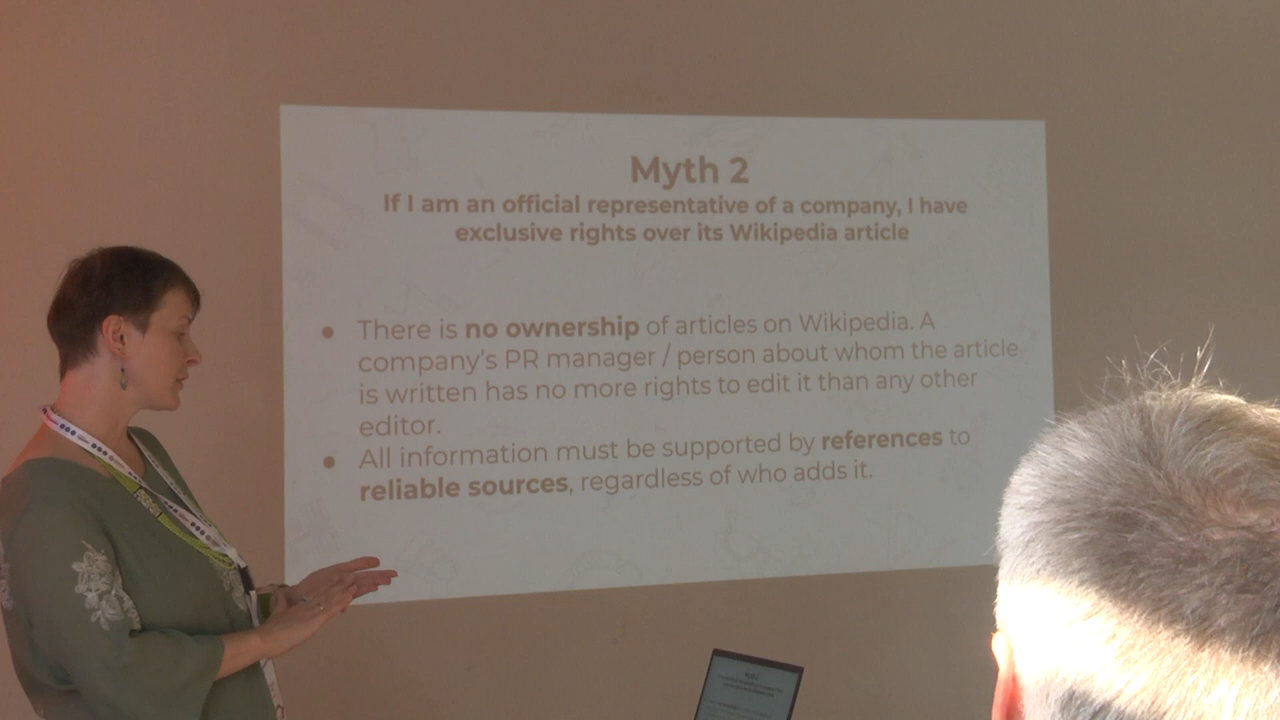 Myth 2
If I am an official representative of a company, I have
exclusive rights over its Wikipedia article
● There is no ownership of articles on Wikipedia. A
company's PR manager / person about whom the article
is written has no more rights to edit it than any other
editor.
● All information must be supported by references to
reliable sources, regardless of who adds it.
Myth 2